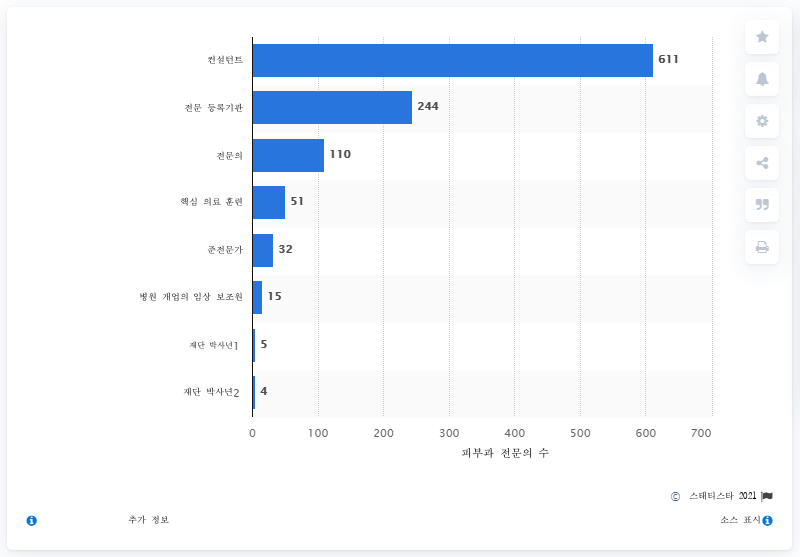 컨설턴트 611
전문 등록기관 244
전문의 110
핵심 의료 훈련 51
준전문가 32
병원 개업의 임상 보조원 15
재단 박사년1 5
재단 박사년2 4
0 100 200 300 400 500 600 700
피부과 전문의 수
© 스태티스타 2021
추가 정보 소스 표시